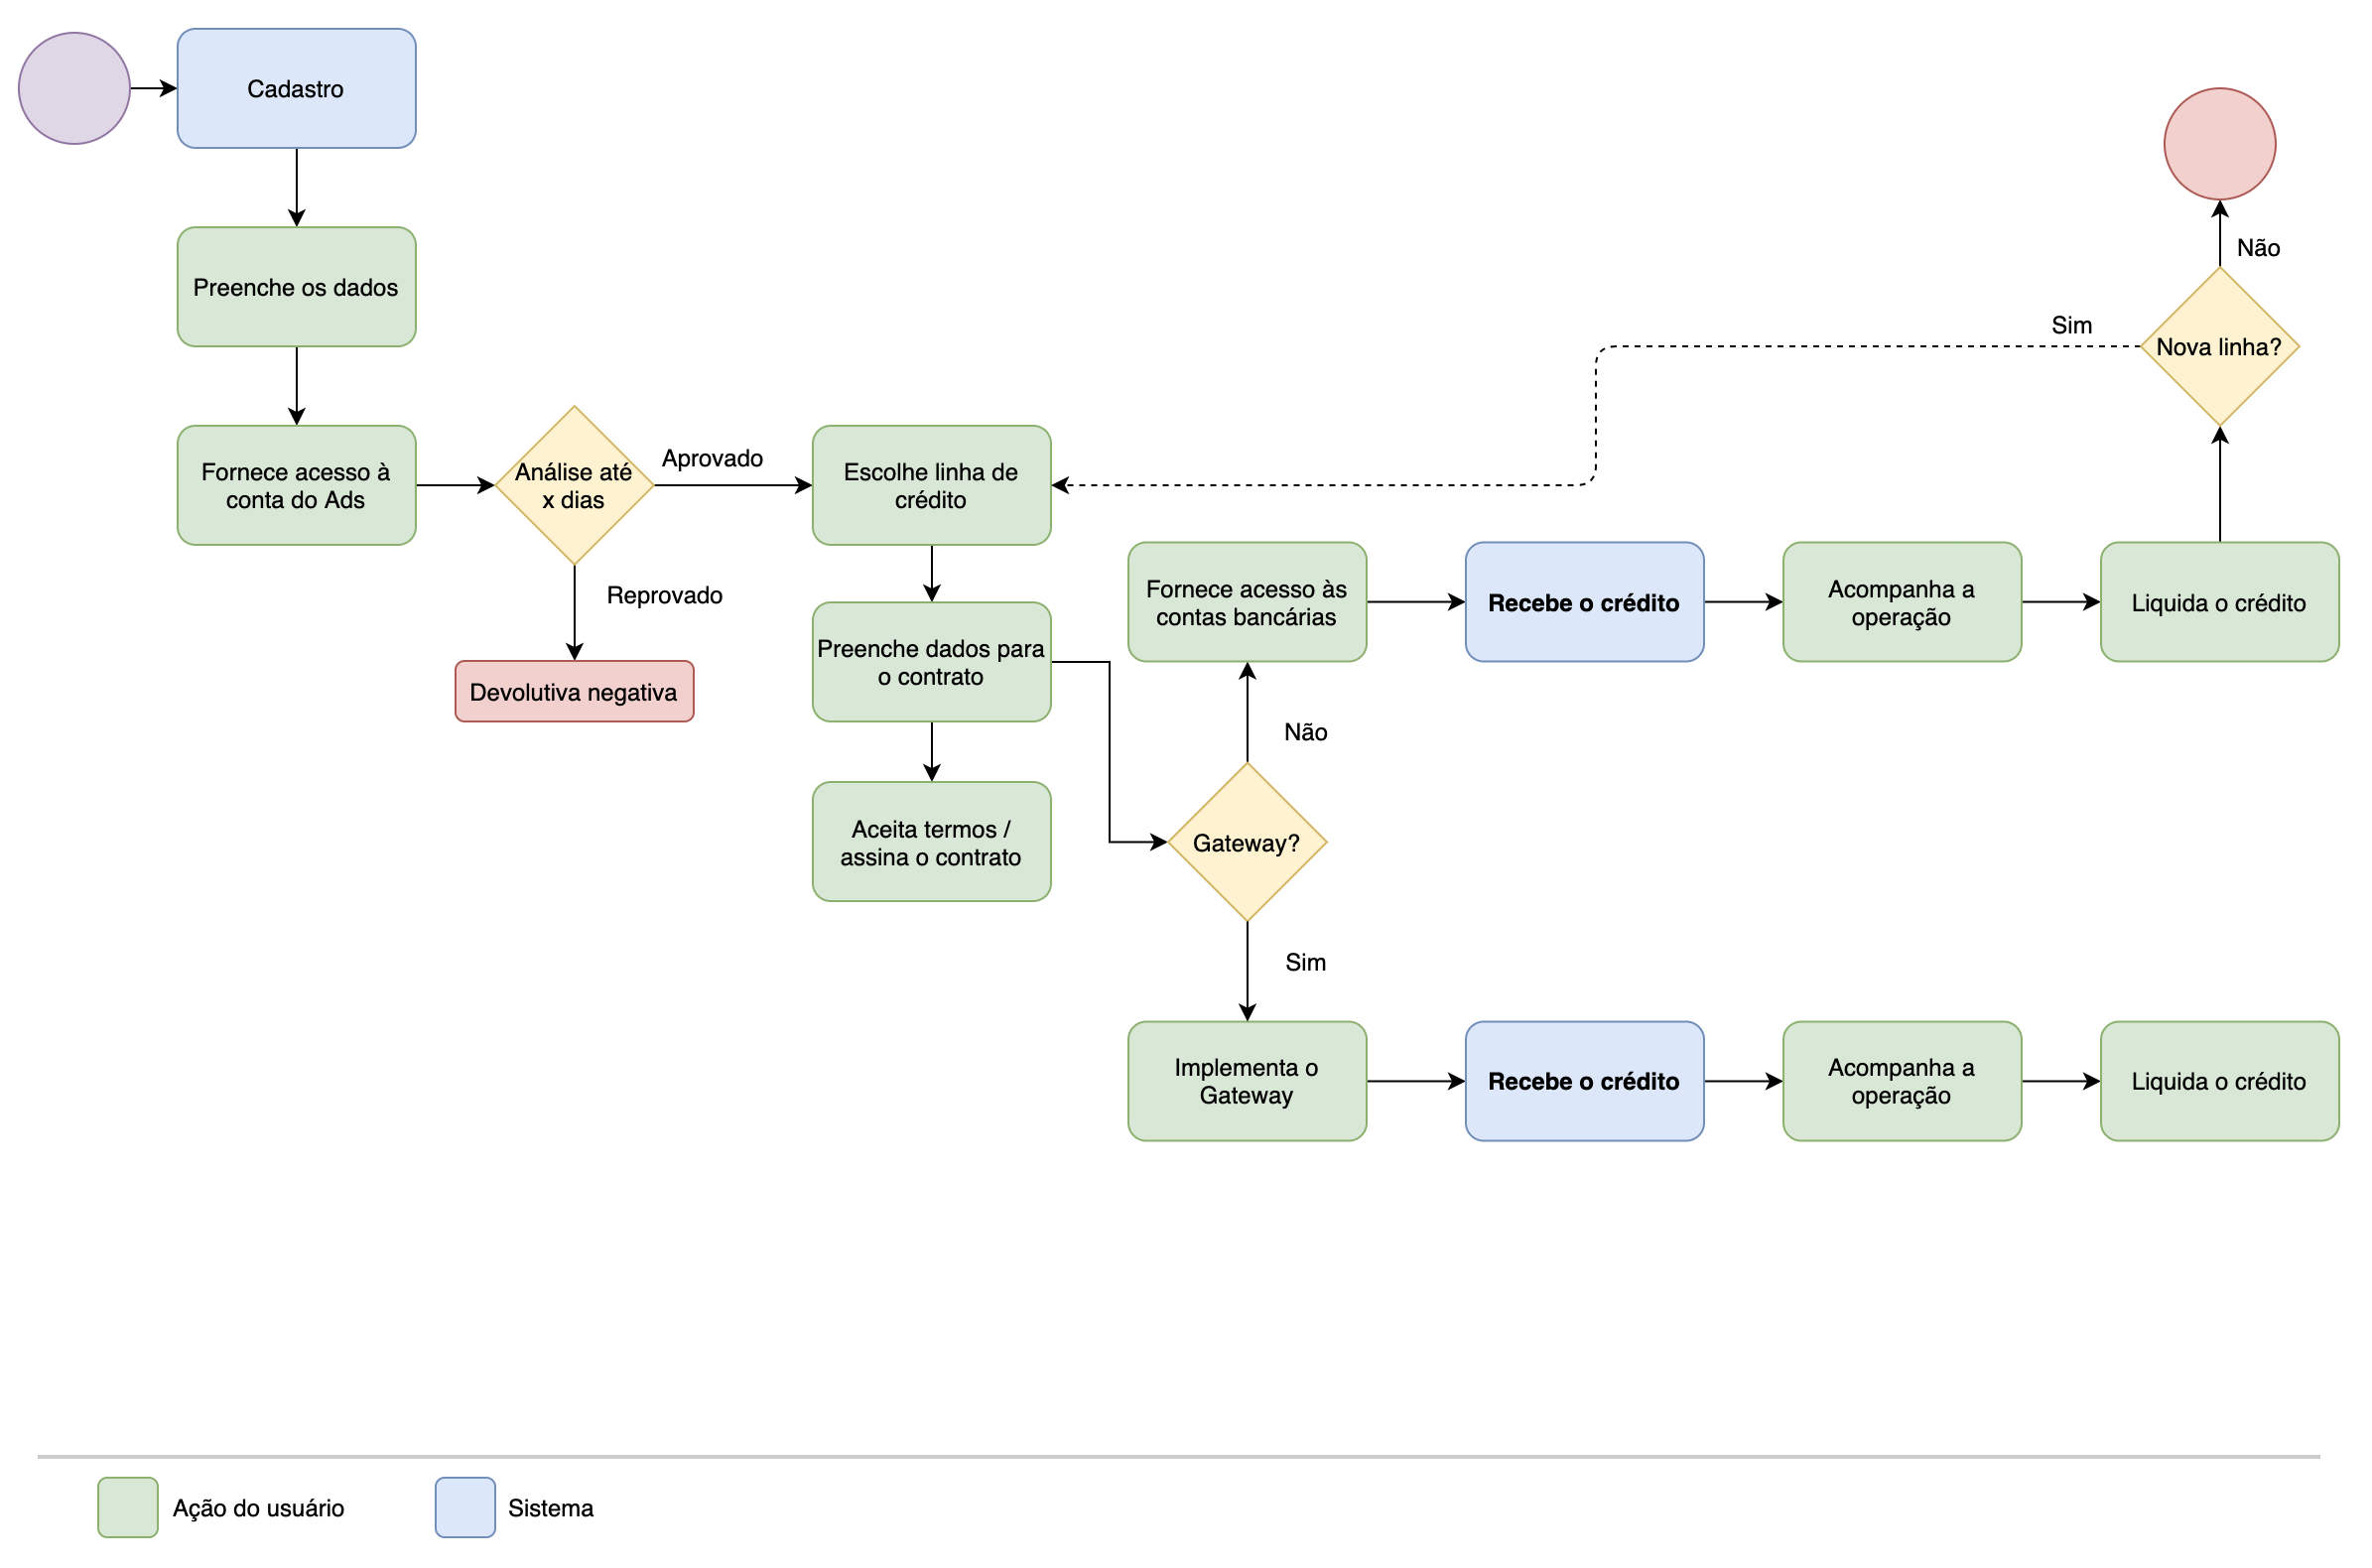 Cadastro
Preenche os dados
Fornece acesso à
conta do Ads
Análise até
x dias
Aprovado
Reprovado
Devolutiva negativa
Escolhe linha de
crédito
Preenche dados para
o contrato
Aceita termos /
assina o contrato
Gateway?
Não
Fornece acesso às
contas bancárias
Recebe o crédito
Acompanha a
operação
Liquida o crédito
Nova linha?
Sim
Não
Sim
Implementa o
Gateway
Recebe o crédito
Acompanha a
operação
Liquida o crédito
Ação do usuário
Sistema